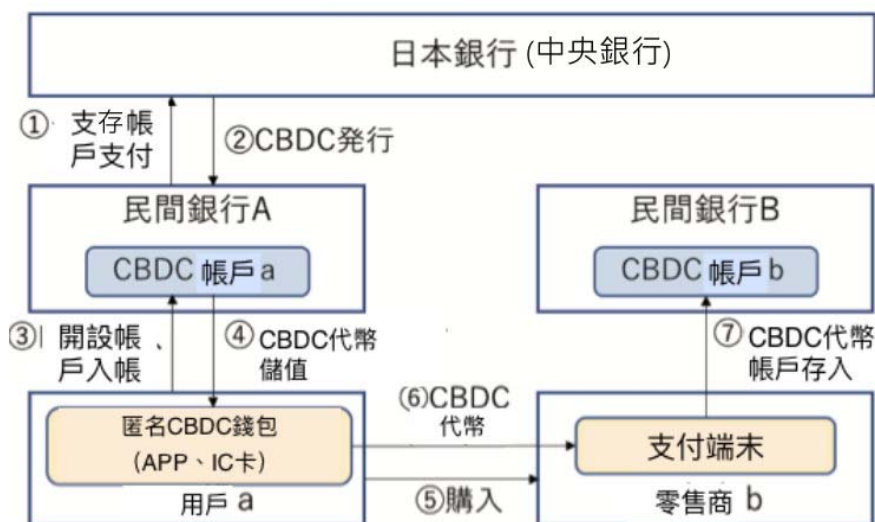 日本銀行 (中央銀行)
① 支存帳
戶支付
②CBDC発行
民間銀行A
CBDC 帳戶 a
民間銀行B
CBDC 帳戶 b
③ 開設帳、
戶入帳
④ CBDC代幣
儲值
⑦ CBDC代幣
帳戶存入
匿名CBDC錢包
(APP、IC卡)
用戶 a
⑹CBDC
代幣
⑤購入
支付端末
零售商 b